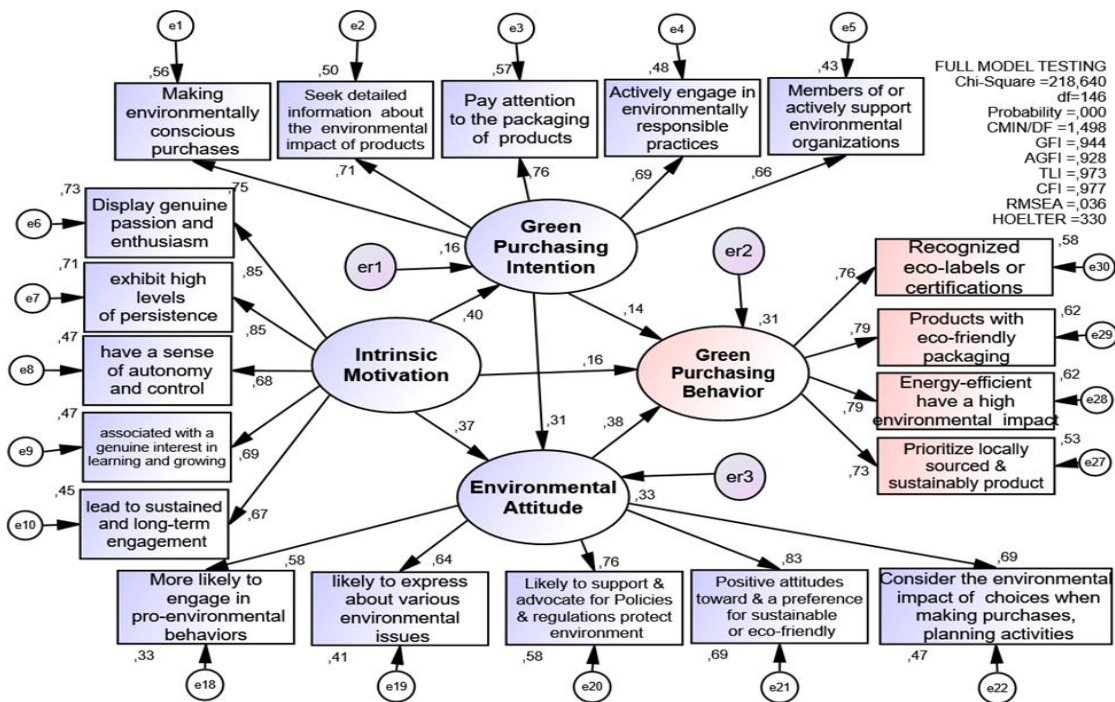 e1
e2
e3
e4
e5
,56
,50
,57
,48
,43
Making
environmentally
conscious
purchases
Seek detailed
information about
the environmental
impact of products
Pay attention
to the packaging
of products
Actively engage in
environmentally
responsible
practices
Members of or
actively support
environmental
organizations
FULL MODEL TESTING
Chi-Square =218,640
df=146
Probability =,000
CMIN/DF =1,498
GFI =,944
AGFI =,928
TLI =,973
CFI =,977
RMSEA =,036
HOELTER =330
,75
,71
,76
,69
,66
,73
e6
Display genuine
passion and
enthusiasm
,85
,71
e7
exhibit high
levels
of persistence
,85
,47
e8
have a sense
of autonomy
and control
,68
,47
e9
associated with a
genuine interest in
learning and growing
,69
,45
e10
lead to sustained
and long-term
engagement
,67
er1
,16
Green
Purchasing
Intention
er2
,40
,14
,31
Intrinsic
Motivation
,16
Green
Purchasing
Behavior
,37
,31
,38
Environmental
Attitude
er3
,33
,76
Recognized
eco-labels or
certifications
,58
e30
,79
Products with
eco-friendly
packaging
,62
e29
,79
Energy-efficient
have a high
environmental impact
,62
e28
,73
Prioritize locally
sourced &
sustainably product
,53
e27
,58
,64
,76
,83
,69
More likely to
engage in
pro-environmental
behaviors
likely to express
about various
environmental
issues
Likely to support &
advocate for Policies
& regulations protect
environment
Positive attitudes
toward & a preference
for sustainable
or eco-friendly
Consider the environmental
impact of choices when
making purchases,
planning activities
,33
,41
,58
,69
,47
e18
e19
e20
e21
e22